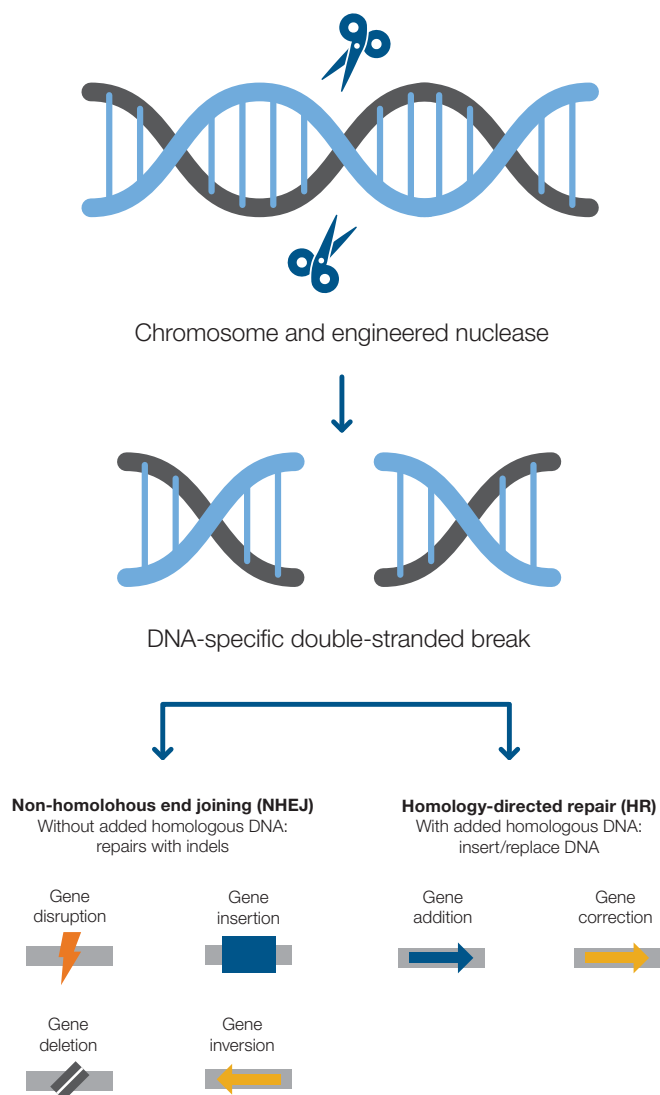 Chromosome and engineered nuclease
DNA-specific double-stranded break
Non-homolohous end joining (NHEJ)
Without added homologous DNA:
repairs with indels
Homology-directed repair (HR)
With added homologous DNA:
insert/replace DNA
Gene
disruption
Gene
insertion
Gene
addition
Gene
correction
Gene
deletion
Gene
inversion